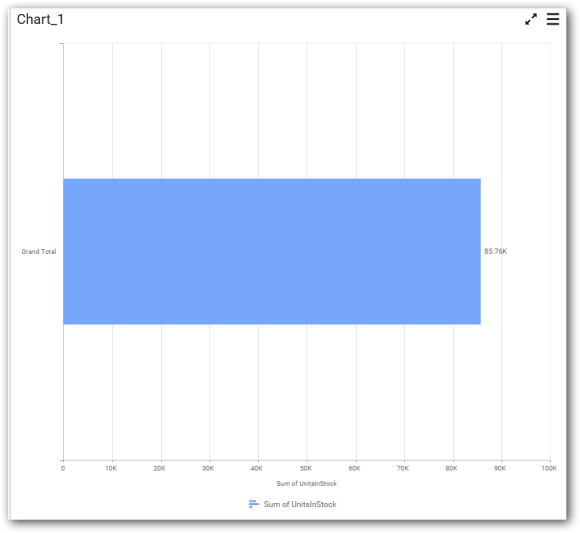 Chart_1
Grand Total
85.76K
0 10K 20K 30K 40K 50K 60K 70K 80K 90K 100K
Sum of UnitsInStock
Sum of UnitsInStock